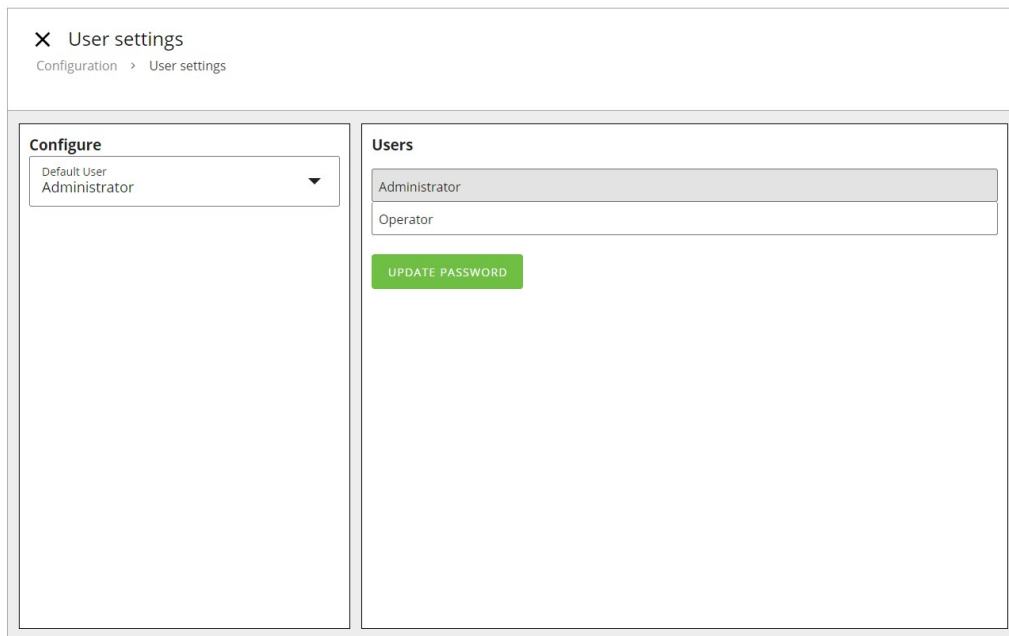 User settings
Configuration > User settings
Configure
Default User
Administrator
Users
Administrator
Operator
UPDATE PASSWORD